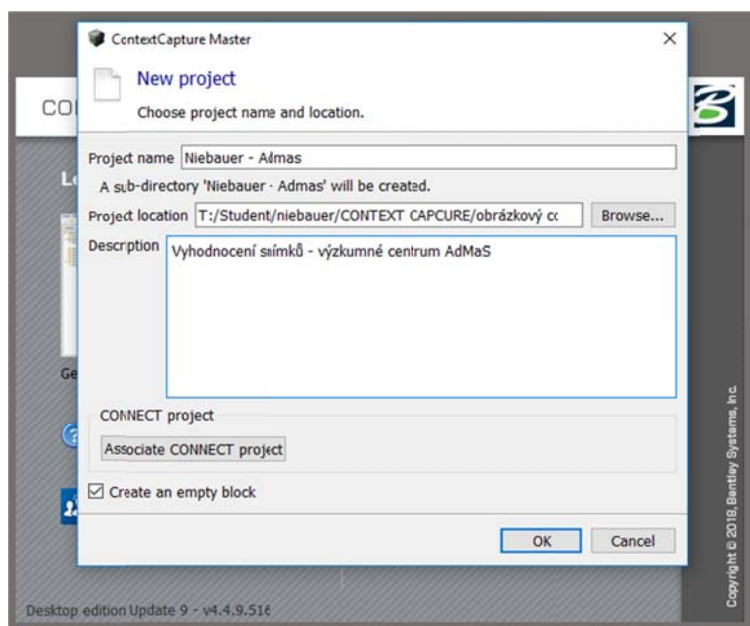 ContextCapture Master
New project
Choose project name and location.
CO
Project name Niebauer - Admas
A sub-directory 'Niebauer - Admas' will be created.
Project location T:/Student/niebauer/CONTEXT CAPCURE/obrázkový cc Browse...
Description Vyhodnocení snímků - výzkumné centrum AdMaS
Ge
CONNECT project
Associate CONNECT project
Create an empty block
OK Cancel
Desktop edition Update 9 - v4.4.9.516
Copyright © 2018, Bentley Systems, Inc.